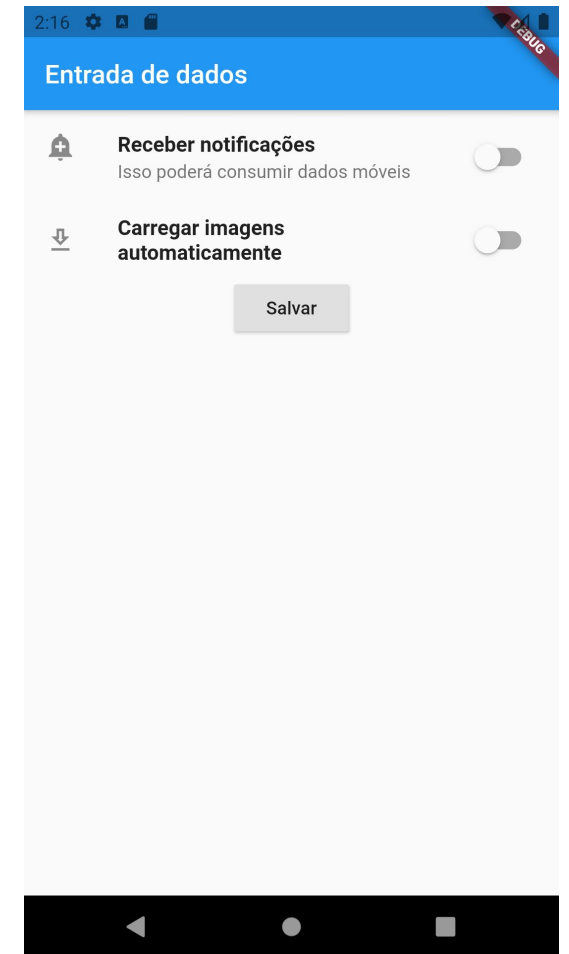 2:16
DEBUG
Entrada de dados
Receber notificações
Isso poderá consumir dados móveis
Carregar imagens
automaticamente
Salvar